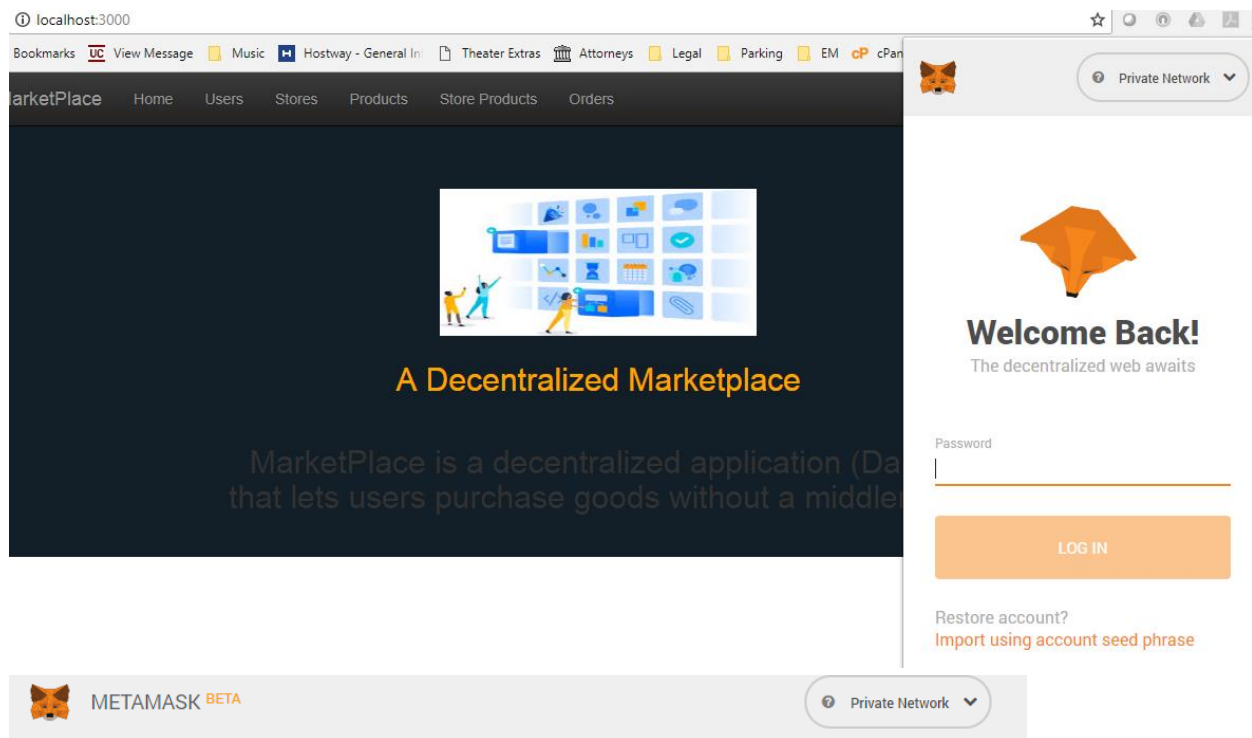 localhost:3000
Bookmarks UC View Message Music H Hostway - General In Theater Extras Attorneys Legal Parking EM cP cPan
arketPlace Home Users Stores Products Store Products Orders
Private Network
A Decentralized Marketplace
MarketPlace is a decentralized application (Da
that lets users purchase goods without a middle
Welcome Back!
The decentralized web awaits
Password
LOG IN
Restore account?
Import using account seed phrase
METAMASK BETA
Private Network